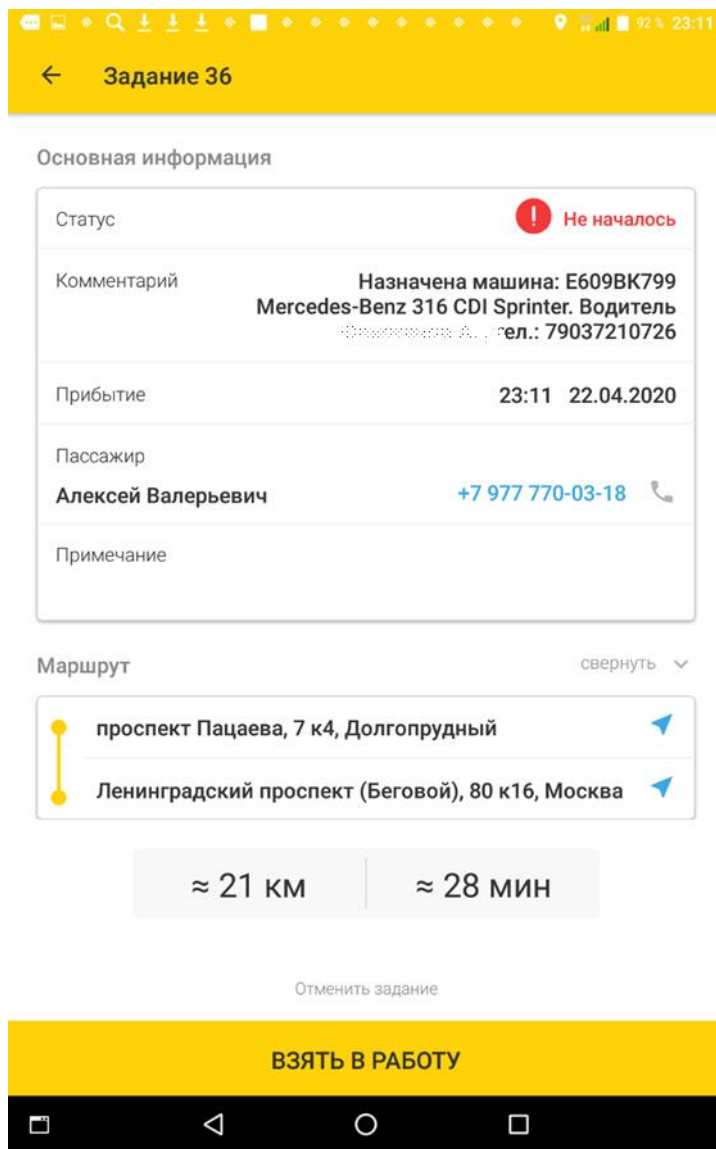 92 % 23:11
Задание 36
Основная информация
Статус
Не началось
Комментарий
Назначена машина: Е609ВК799
Mercedes-Benz 316 CDI Sprinter. Водитель
ел.: 79037210726
Прибытие
23:11 22.04.2020
Пассажир
Алексей Валерьевич
+7 977 770-03-18
Примечание
Маршрут
свернуть
проспект Пацаева, 7 к4, Долгопрудный
Ленинградский проспект (Беговой), 80 к16, Москва
≈ 21 км
≈ 28 мин
Отменить задание
ВЗЯТЬ В РАБОТУ